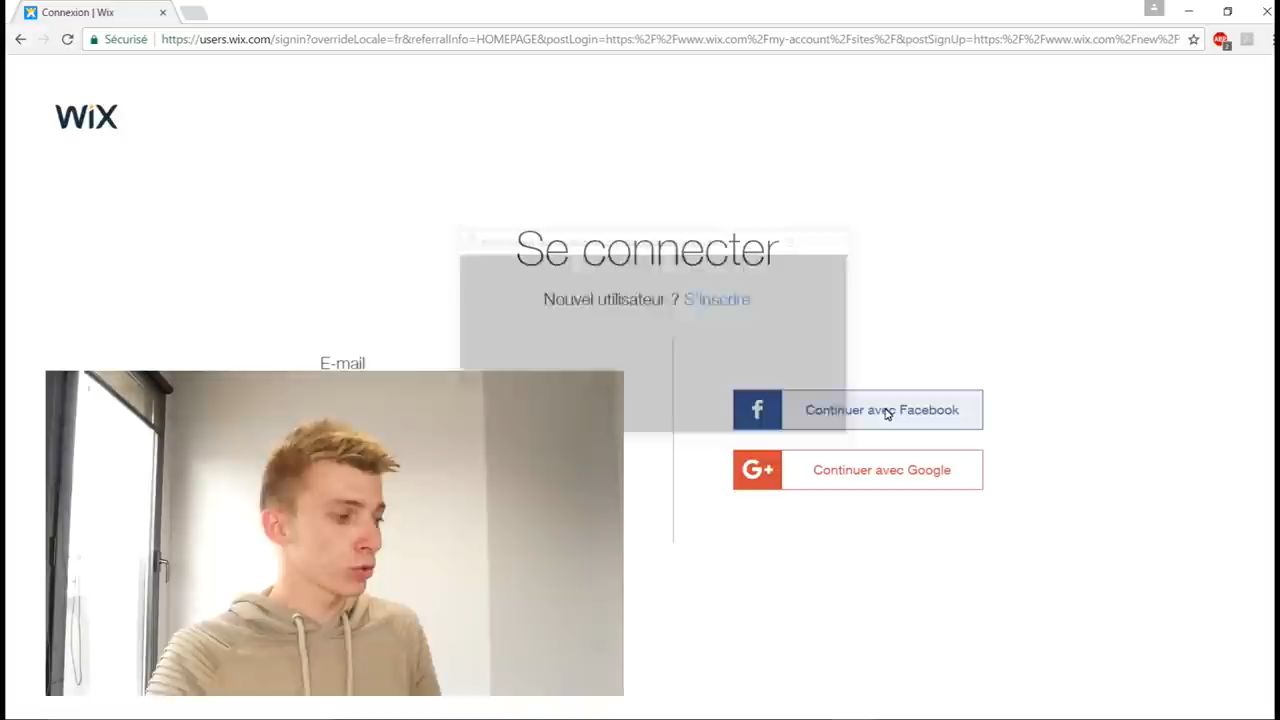 Connexion | Wix
Sécurisé https://users.wix.com/signin?overrideLocale=fr&referralInfo=HOMEPAGE&postLogin=https:%2F%2Fwww.wix.com%2Fmy-account%2Fsites%2F&postSignUp=https:%2F%2Fwww.wix.com%2Fnew%2F
ABP
2
WiX
Se connecter
Nouvel utilisateur ? S'inscrire
E-mail
f Continuer avec Facebook
G+ Continuer avec Google